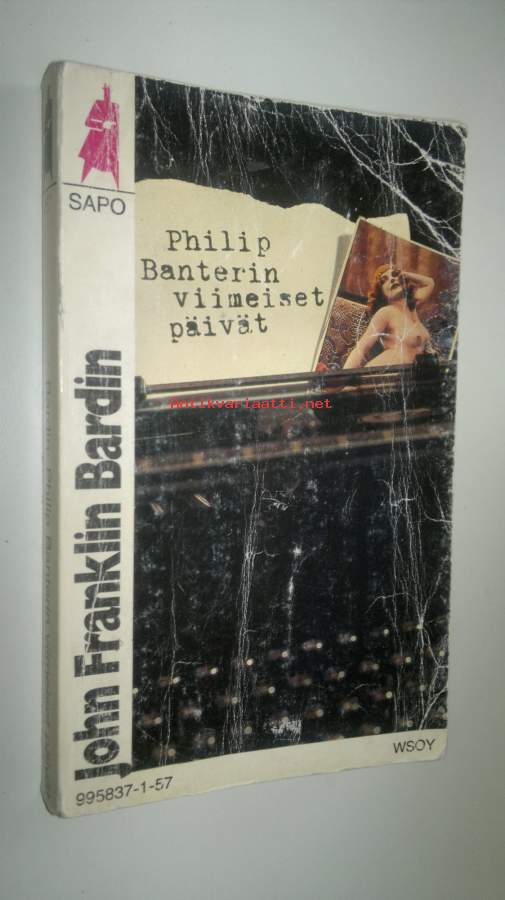 SAPO
Philip
Banterin
viimeiset
päivät
Antikvariaatti.net
John Franklin Bardin
WSOY
995837-1-57